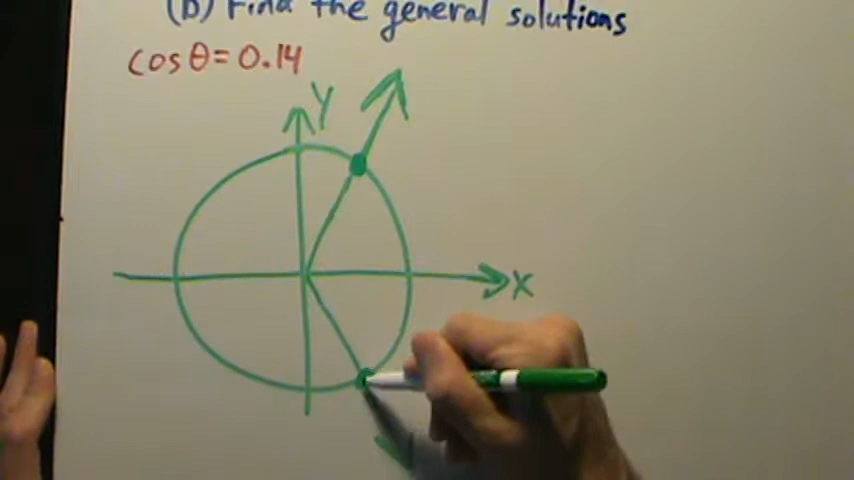 (b) Find the general solutions
cos θ = 0.14
Y
X